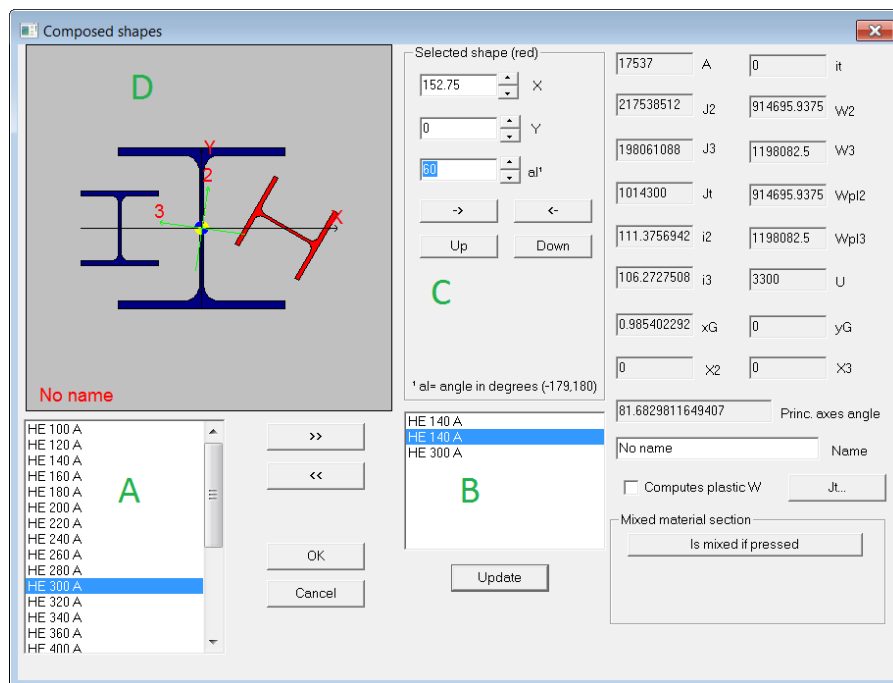 Composed shapes
D
Y
2
3
X
No name
Selected shape (red)
152.75 X
0 Y
60 al¹
-> <-
Up Down
C
¹ al= angle in degrees (-179,180)
17537 A 0 it
217538512 J2 914695.9375 W2
198061088 J3 1198082.5 W3
1014300 Jt 914695.9375 Wpl2
111.3756942 i2 1198082.5 Wpl3
106.2727508 i3 3300 U
0.985402292 xG 0 yG
0 X2 0 X3
81.6829811649407 Princ. axes angle
No name Name
Computes plastic W Jt...
Mixed material section
Is mixed if pressed
HE 100 A
HE 120 A
HE 140 A
HE 160 A
HE 180 A
HE 200 A
HE 220 A
HE 240 A
HE 260 A
HE 280 A
HE 300 A
HE 320 A
HE 340 A
HE 360 A
HE 400 A
A
>>
<<
OK
Cancel
HE 140 A
HE 140 A
HE 300 A
B
Update